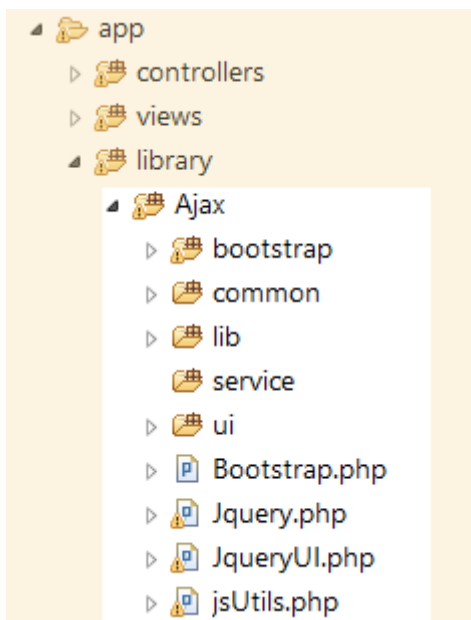 app
controllers
views
library
Ajax
bootstrap
common
lib
service
ui
Bootstrap.php
Jquery.php
JqueryUI.php
jsUtils.php